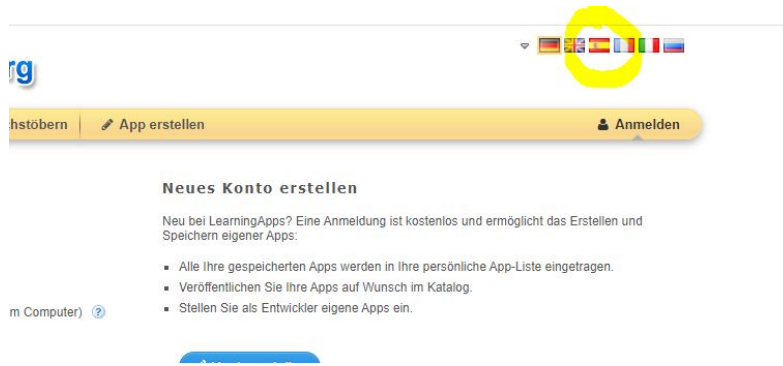 rg
hstöbern App erstellen Anmelden
Neues Konto erstellen
Neu bei LearningApps? Eine Anmeldung ist kostenlos und ermöglicht das Erstellen und
Speichern eigener Apps:
Alle Ihre gespeicherten Apps werden in Ihre persönliche App-Liste eingetragen.
Veröffentlichen Sie Ihre Apps auf Wunsch im Katalog.
m Computer) ?
Stellen Sie als Entwickler eigene Apps ein.